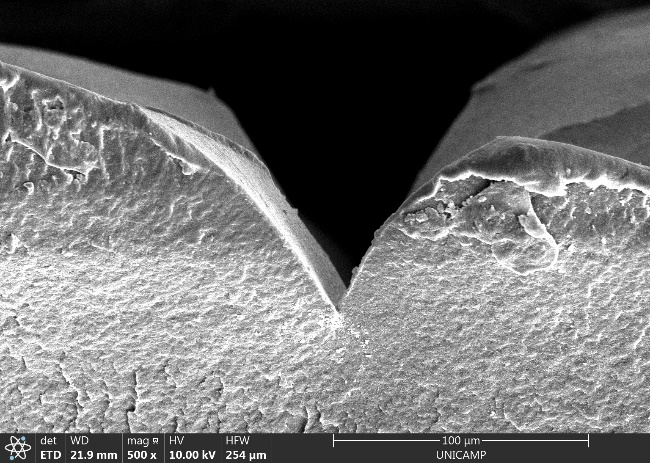 det WD mag HV HFW 100 µm
ETD 21.9 mm 500 x 10.00 kV 254 µm UNICAMP